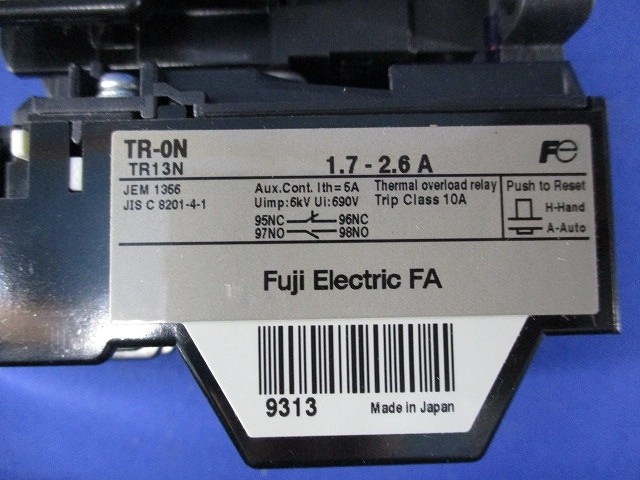 TR-0N
TR13N
1.7 - 2.6 A
Fe
JEM 1356
JIS C 8201-4-1
Aux.Cont. Ith=5A
Uimp:6kV Ui:690V
95NC 96NC
97NO 98NO
Thermal overload relay
Trip Class 10A
Push to Reset
H-Hand
A-Auto
Fuji Electric FA
9313
Made in Japan